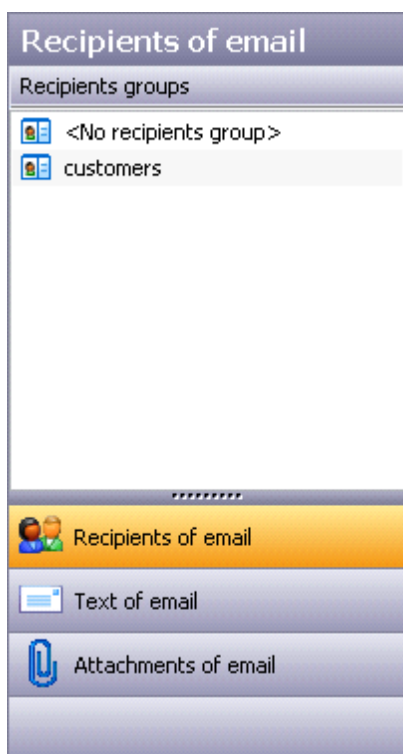 Recipients of email
Recipients groups
<No recipients group>
customers
Recipients of email
Text of email
Attachments of email